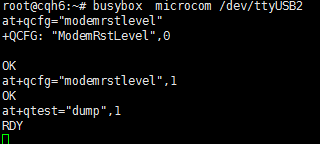 root@cqh6:~# busybox  microcom /dev/ttyUSB2
at+qcfg="modemrstlevel"
+QCFG: "ModemRstLevel",0

OK
at+qcfg="modemrstlevel",1
OK
at+qtest="dump",1
RDY